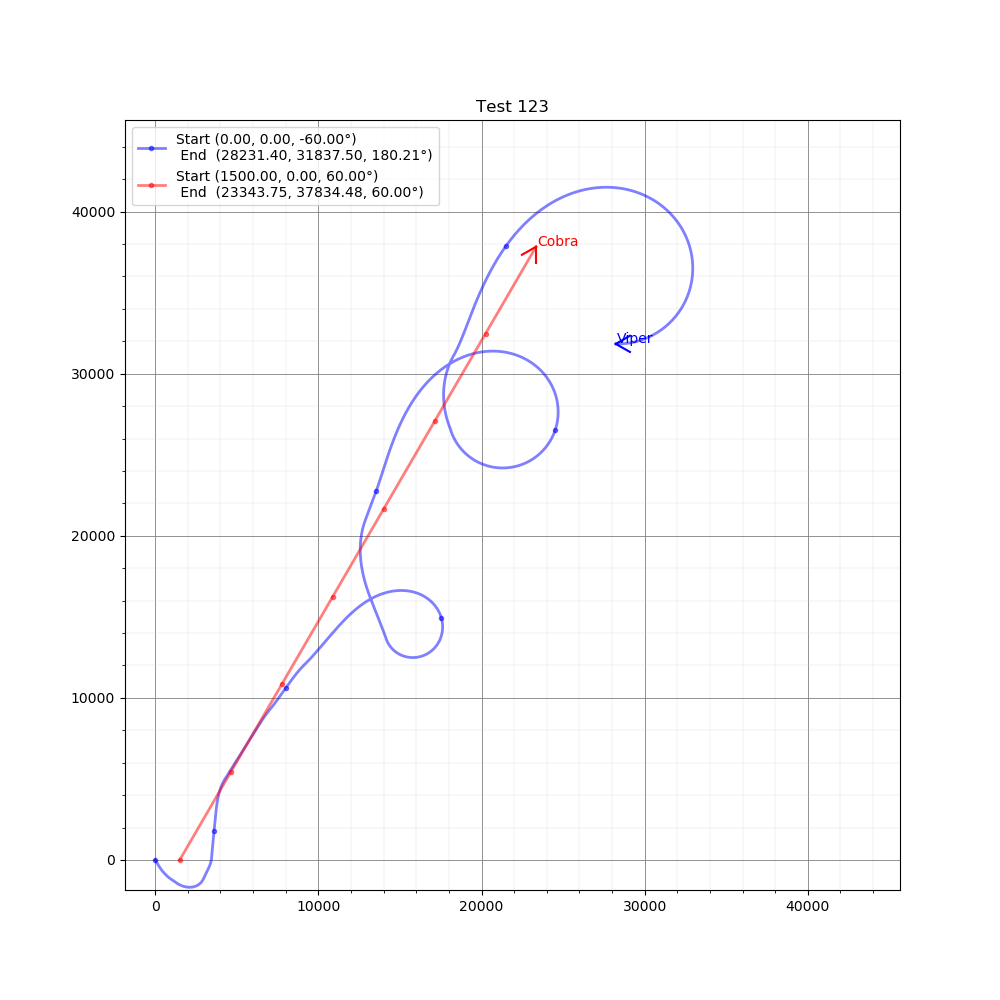 Test 123
Start (0.00, 0.00, -60.00°)
End (28231.40, 31837.50, 180.21°)
Start (1500.00, 0.00, 60.00°)
End (23343.75, 37834.48, 60.00°)
40000
Cobra
Viper
30000
20000
10000
0
0 10000 20000 30000 40000